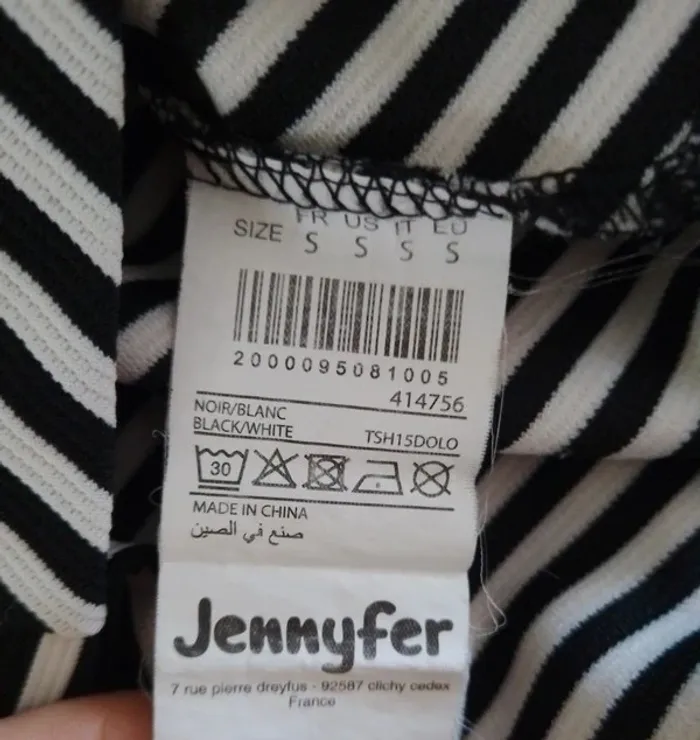 FR US IT EU
SIZE S S S S
2000095081005
414756
NOIR/BLANC
BLACK/WHITE TSH15DOLO
30
MADE IN CHINA
صنع في الصين
Jennyfer
7 rue pierre dreyfus - 92587 clichy cedex
France